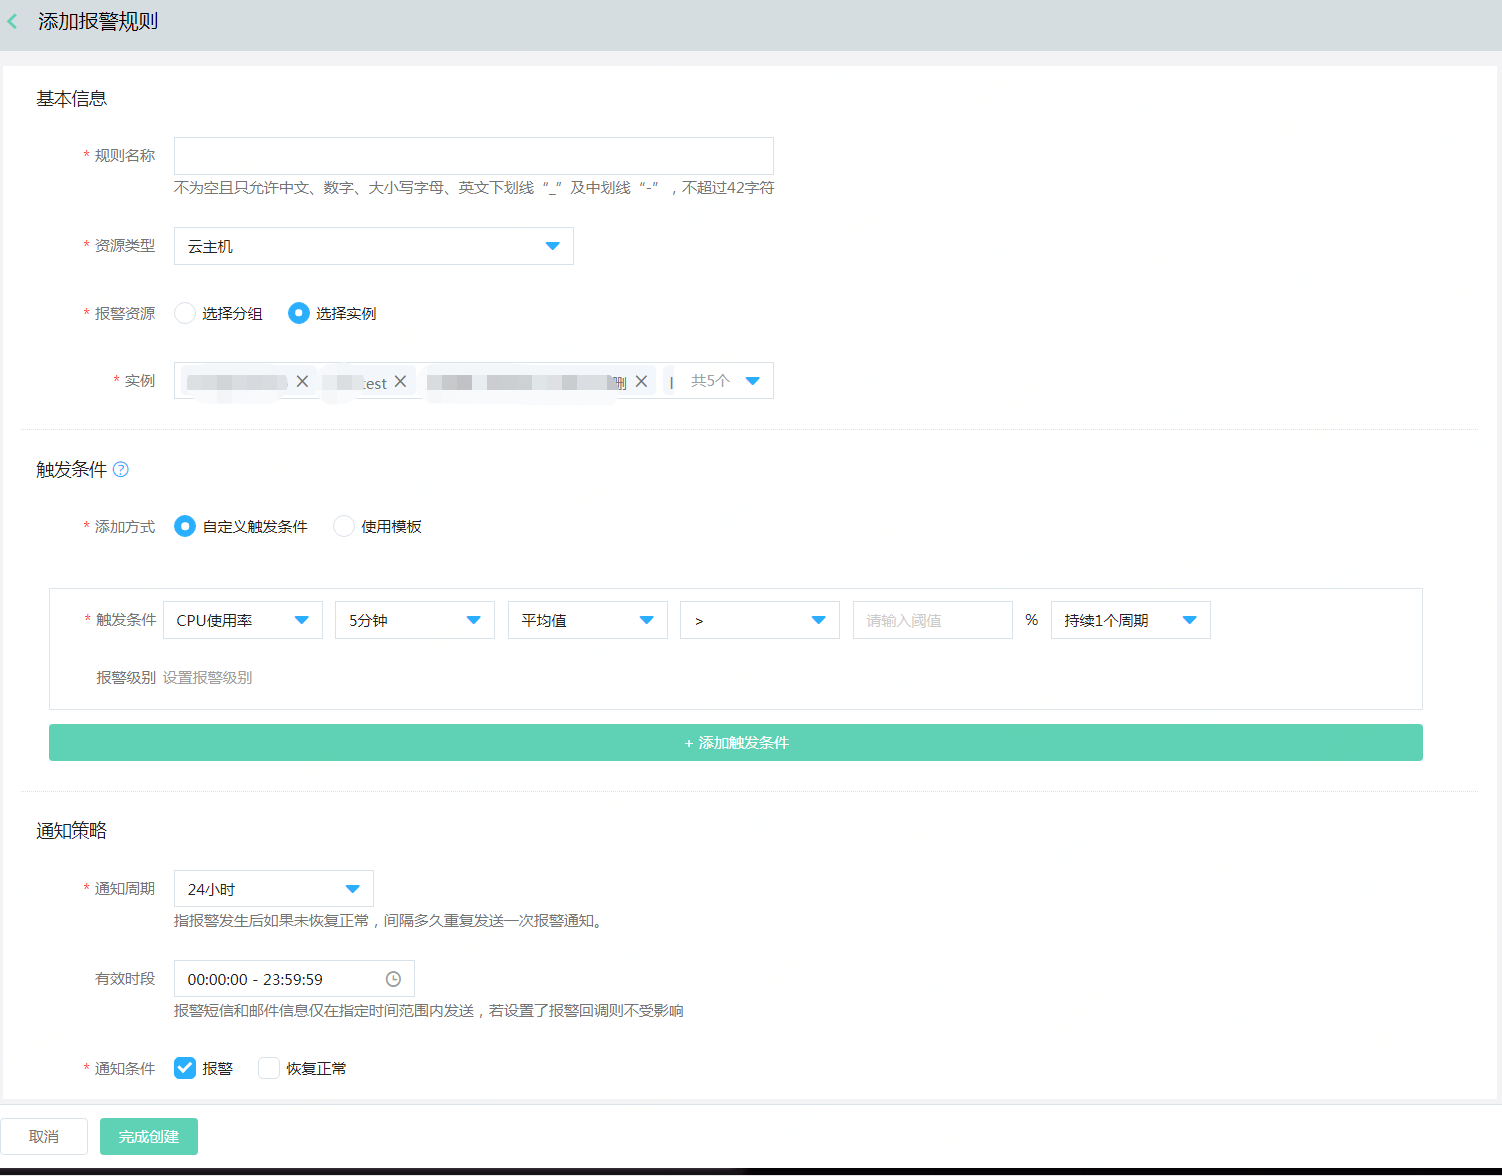 添加报警规则
基本信息
* 规则名称
不为空且只允许中文、数字、大小写字母、英文下划线“_”及中划线“-”，不超过42字符
* 资源类型 云主机
* 报警资源 选择分组 选择实例
* 实例 test 删 共5个
触发条件 ?
* 添加方式 自定义触发条件 使用模板
* 触发条件 CPU使用率 5分钟 平均值 > 请输入阈值 % 持续1个周期
报警级别 设置报警级别
+ 添加触发条件
通知策略
* 通知周期 24小时
指报警发生后如果未恢复正常，间隔多久重复发送一次报警通知。
有效时段 00:00:00 - 23:59:59
报警短信和邮件信息仅在指定时间范围内发送，若设置了报警回调则不受影响
* 通知条件 报警 恢复正常
取消 完成创建